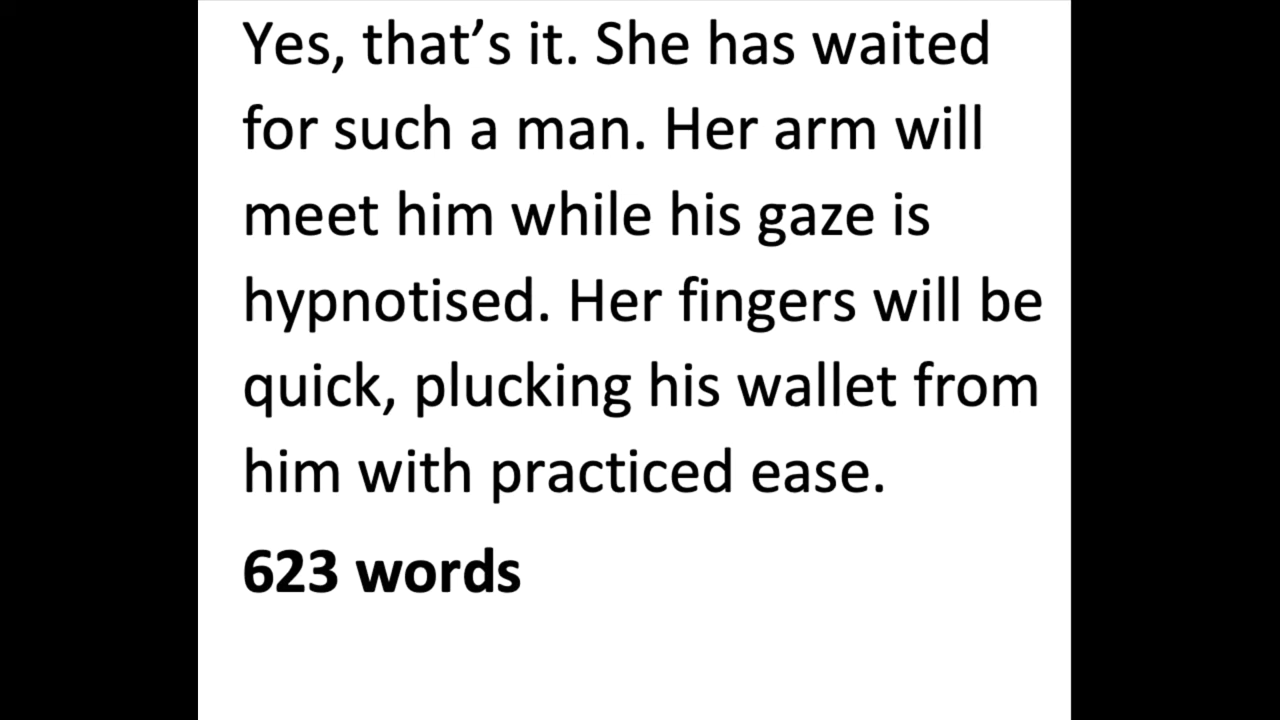 Yes, that’s it. She has waited
for such a man. Her arm will
meet him while his gaze is
hypnotised. Her fingers will be
quick, plucking his wallet from
him with practiced ease.
623 words